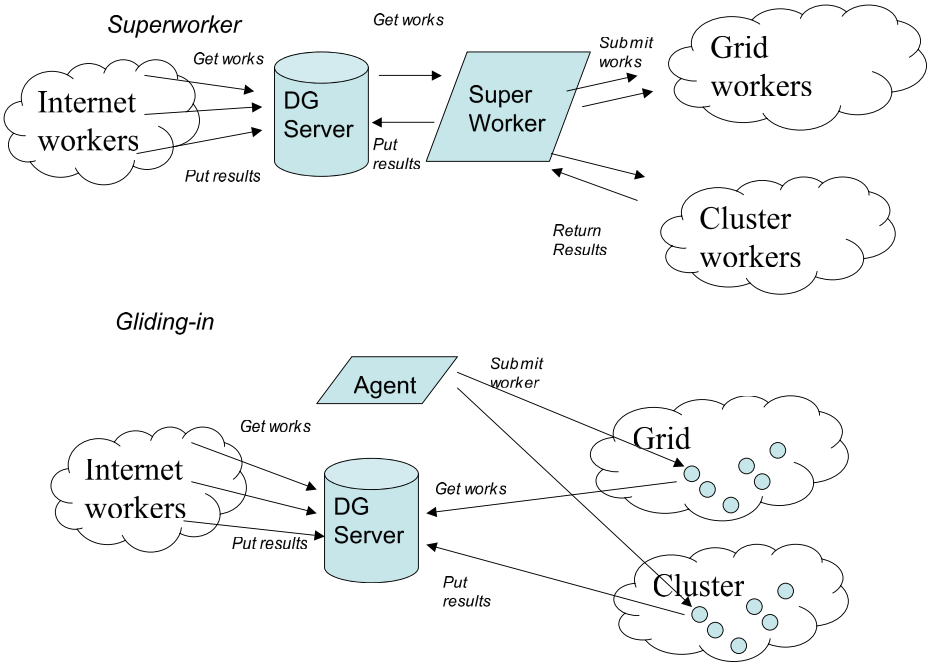 Superworker
Get works
Get works
Submit
works
Grid
workers
Internet
workers
DG
Server
Super
Worker
Put results
Put
results
Cluster
workers
Return
Results
Gliding-in
Agent
Submit
worker
Get works
Grid
Internet
workers
Get works
DG
Server
Put results
Put
results
Cluster